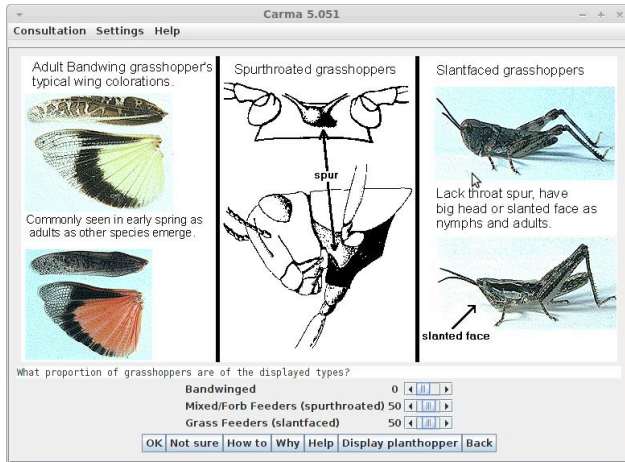 Carma 5.051
Consultation Settings Help
Adult Bandwing grasshopper's
typical wing colorations.
Commonly seen in early spring as
adults as other species emerge.
Spurthroated grasshoppers
spur
Slantfaced grasshoppers
Lack throat spur, have
big head or slanted face as
nymphs and adults.
slanted face
What proportion of grasshoppers are of the displayed types?
Bandwinged 0
Mixed/Forb Feeders (spurthroated) 50
Grass Feeders (slantfaced) 50
OK Not sure How to Why Help Display planthopper Back